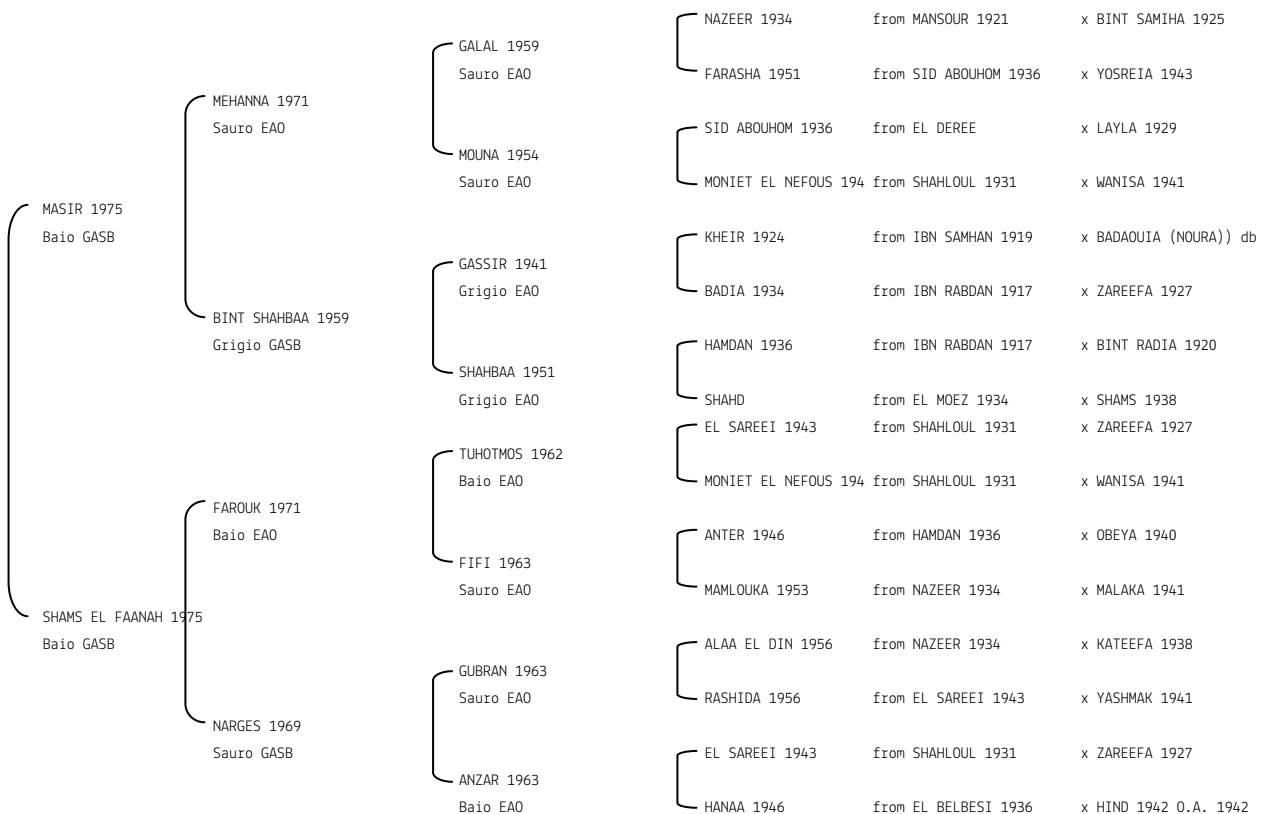 NAZEER 1934 from MANSOUR 1921 x BINT SAMIHA 1925
GALAL 1959
Sauro EAO
FARASHA 1951 from SID ABOUHOM 1936 x YOSREIA 1943
MEHANNA 1971
Sauro EAO
SID ABOUHOM 1936 from EL DEREE x LAYLA 1929
MOUNA 1954
Sauro EAO
MONIET EL NEFOUS 194 from SHAHLOUL 1931 x WANISA 1941
MASIR 1975
Baio GASB
KHEIR 1924 from IBN SAMHAN 1919 x BADAOUIA (NOURA)) db
GASSIR 1941
Grigio EAO
BADIA 1934 from IBN RABDAN 1917 x ZAREEFA 1927
BINT SHAHBAA 1959
Grigio GASB
HAMDAN 1936 from IBN RABDAN 1917 x BINT RADIA 1920
SHAHBAA 1951
Grigio EAO
SHAHD from EL MOEZ 1934 x SHAMS 1938
EL SAREEI 1943 from SHAHLOUL 1931 x ZAREEFA 1927
TUHOTMOS 1962
Baio EAO
MONIET EL NEFOUS 194 from SHAHLOUL 1931 x WANISA 1941
FAROUK 1971
Baio EAO
ANTER 1946 from HAMDAN 1936 x OBEYA 1940
FIFI 1963
Sauro EAO
MAMLOUKA 1953 from NAZEER 1934 x MALAKA 1941
SHAMS EL FAANAH 1975
Baio GASB
ALAA EL DIN 1956 from NAZEER 1934 x KATEEFA 1938
GUBRAN 1963
Sauro EAO
RASHIDA 1956 from EL SAREEI 1943 x YASHMAK 1941
NARGES 1969
Sauro GASB
EL SAREEI 1943 from SHAHLOUL 1931 x ZAREEFA 1927
ANZAR 1963
Baio EAO
HANAA 1946 from EL BELBESI 1936 x HIND 1942 O.A. 1942